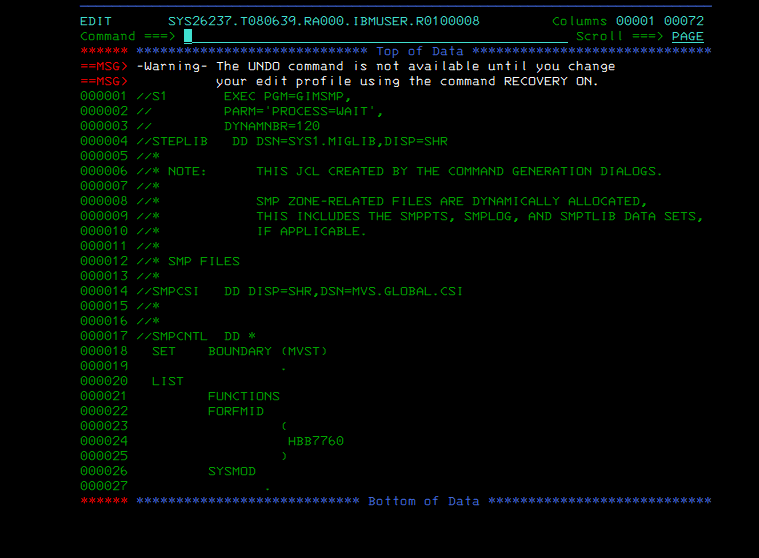 EDIT       SYS26237.T080639.RA000.IBMUSER.R0100008         Columns 00001 00072
Command ===>                                                  Scroll ===> PAGE
****** ***************************** Top of Data ******************************
==MSG> -Warning- The UNDO command is not available until you change
==MSG>           your edit profile using the command RECOVERY ON.
000001 //S1       EXEC PGM=GIMSMP,
000002 //         PARM='PROCESS=WAIT',
000003 //         DYNAMNBR=120
000004 //STEPLIB   DD DSN=SYS1.MIGLIB,DISP=SHR
000005 //*
000006 //* NOTE:      THIS JCL CREATED BY THE COMMAND GENERATION DIALOGS.
000007 //*
000008 //*            SMP ZONE-RELATED FILES ARE DYNAMICALLY ALLOCATED,
000009 //*            THIS INCLUDES THE SMPPTS, SMPLOG, AND SMPTLIB DATA SETS,
000010 //*            IF APPLICABLE.
000011 //*
000012 //* SMP FILES
000013 //*
000014 //SMPCSI   DD DISP=SHR,DSN=MVS.GLOBAL.CSI
000015 //*
000016 //*
000017 //SMPCNTL  DD *
000018   SET    BOUNDARY (MVST)
000019                   .
000020   LIST
000021          FUNCTIONS
000022          FORFMID
000023                   (
000024                    HBB7760
000025                   )
000026          SYSMOD
000027                 .
****** **************************** Bottom of Data ****************************